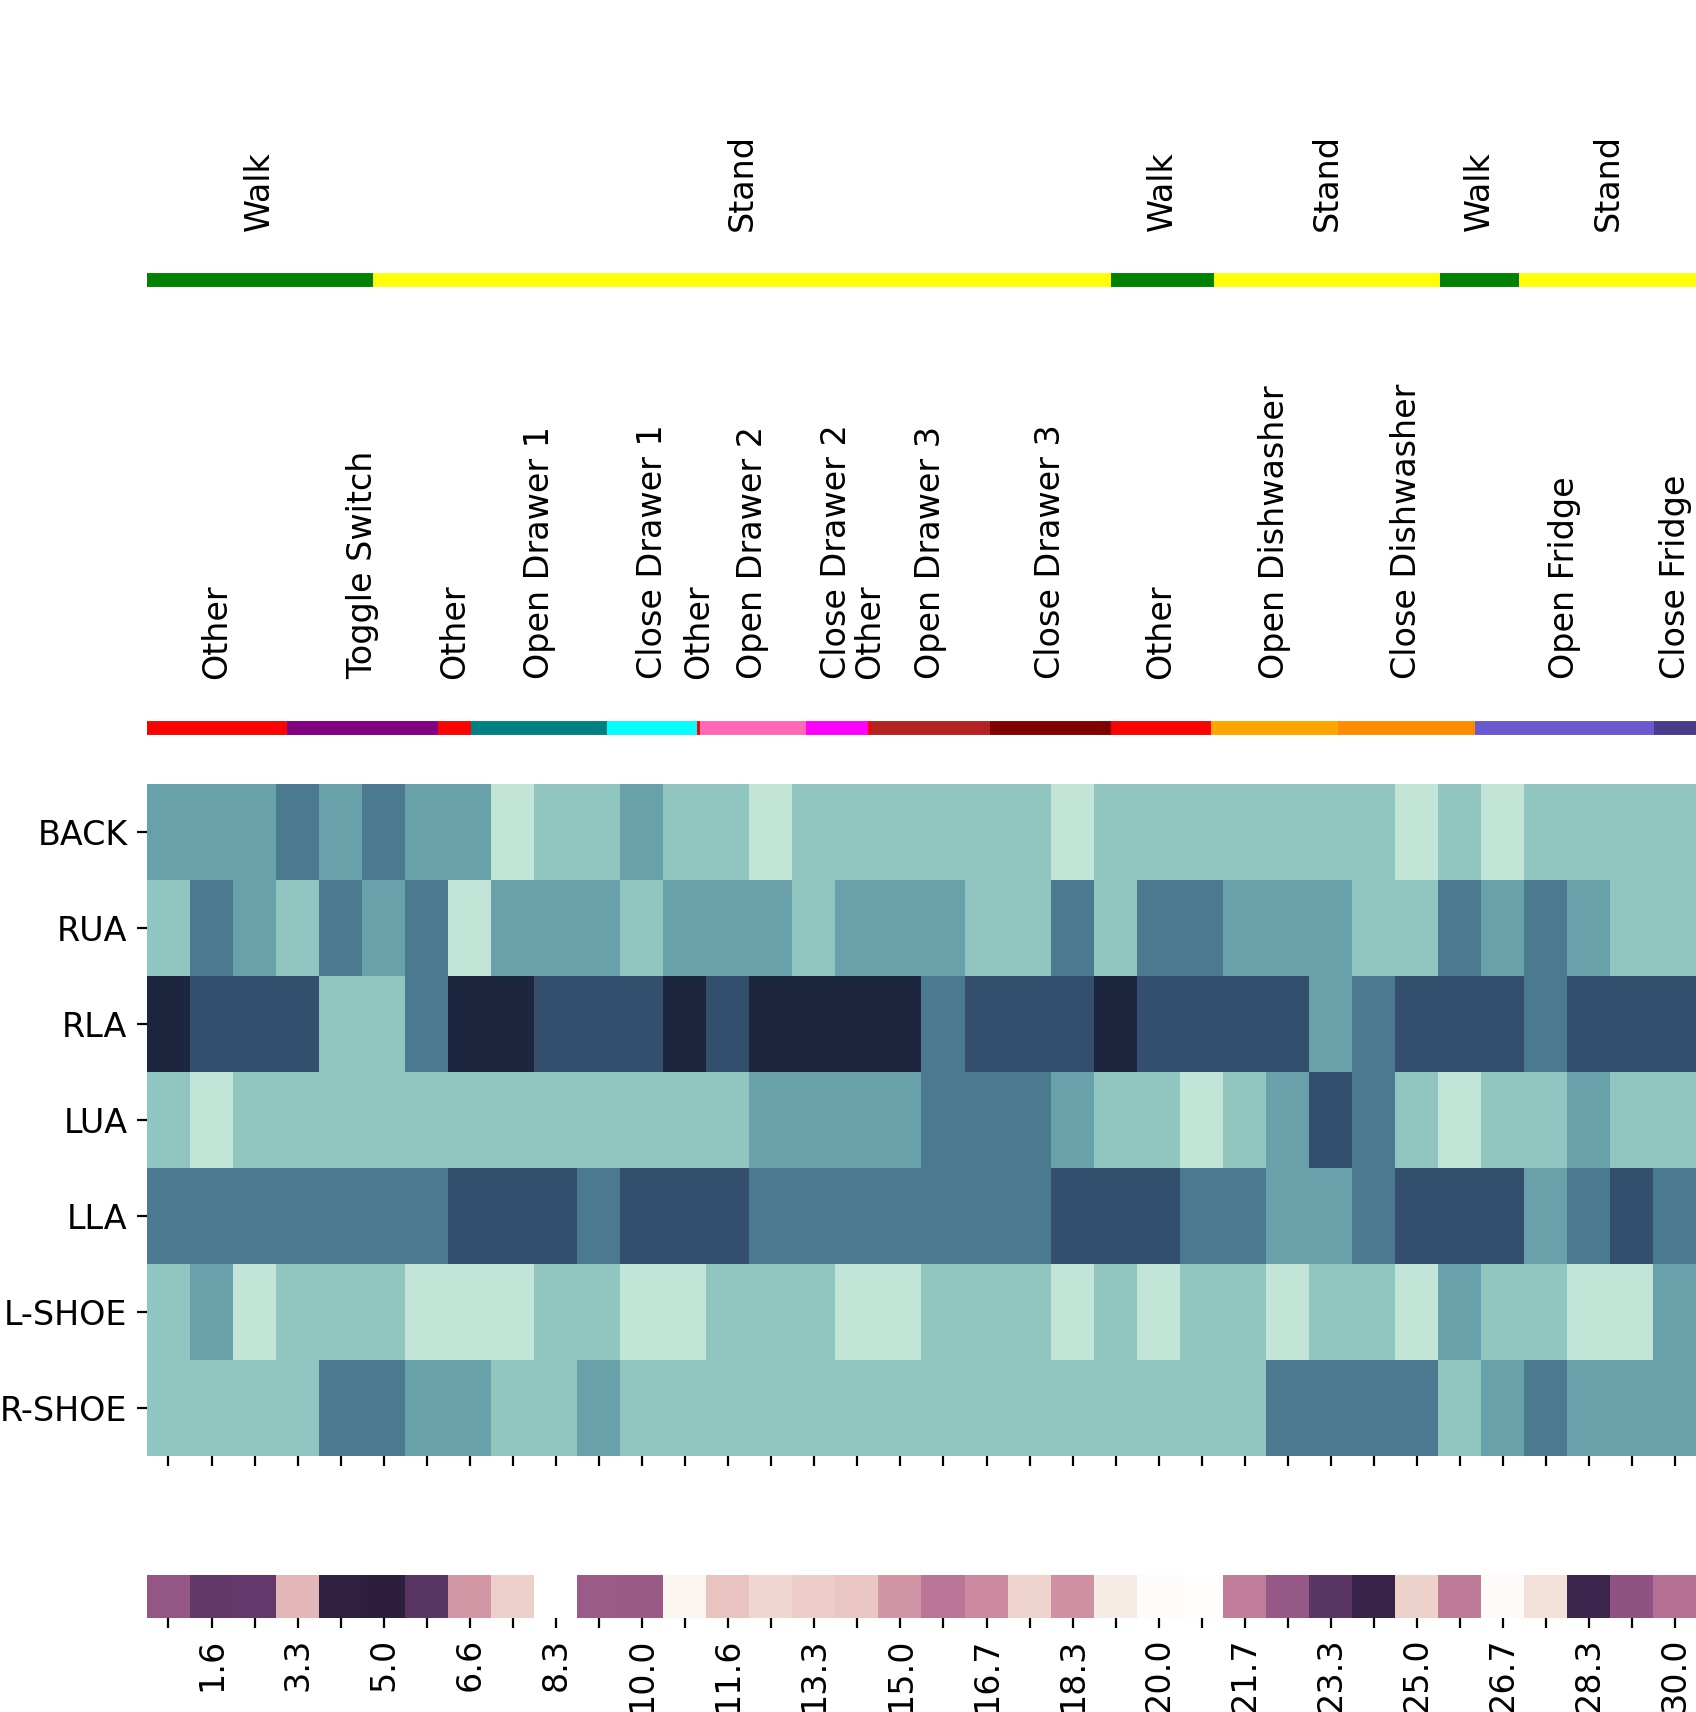 Walk
Stand
Walk
Stand
Walk
Stand
Other
Toggle Switch
Other
Open Drawer 1
Close Drawer 1
Other
Open Drawer 2
Close Drawer 2
Other
Open Drawer 3
Close Drawer 3
Other
Open Dishwasher
Close Dishwasher
Open Fridge
Close Fridge
BACK
RUA
RLA
LUA
LLA
L-SHOE
R-SHOE
1.6
3.3
5.0
6.6
8.3
10.0
11.6
13.3
15.0
16.7
18.3
20.0
21.7
23.3
25.0
26.7
28.3
30.0